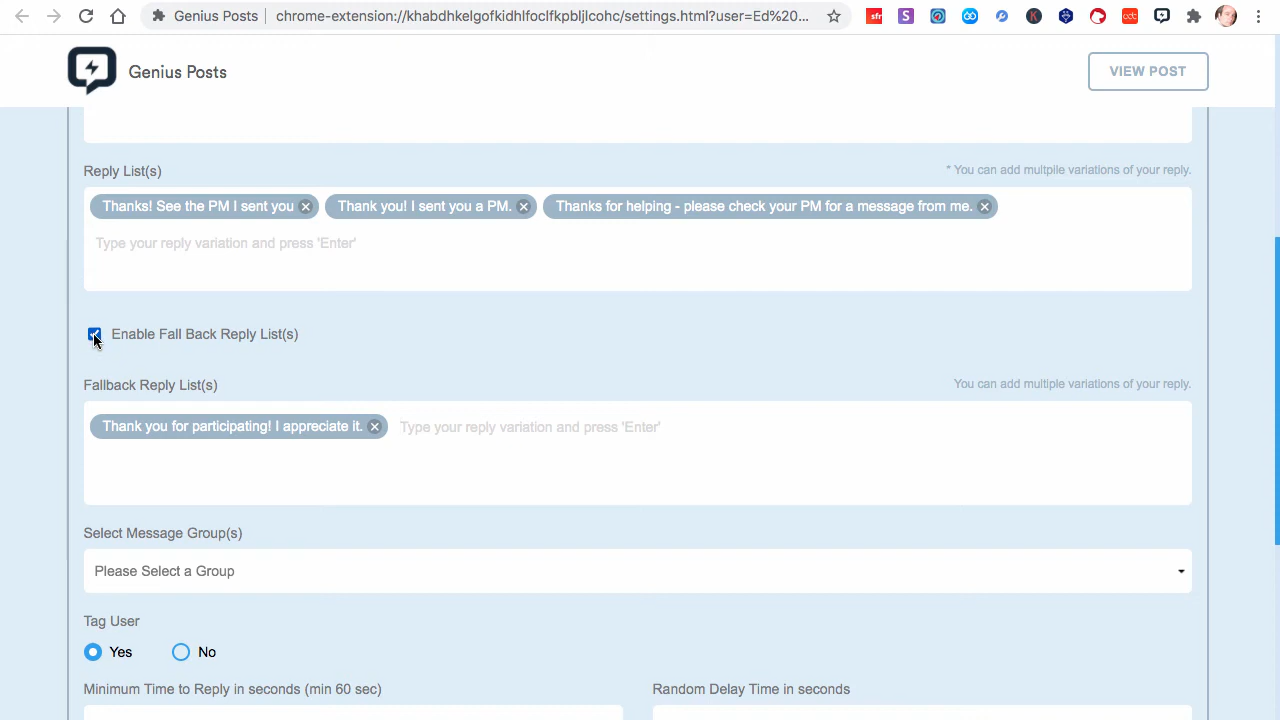 Genius Posts
chrome-extension://khbbdhkelgofkidhlfoclfkpbljlcohc/settings.html?user=Ed%20...
Genius Posts
VIEW POST
Reply List(s)
* You can add multpile variations of your reply.
Thanks! See the PM I sent you
Thank you! I sent you a PM.
Thanks for helping - please check your PM for a message from me.
Type your reply variation and press 'Enter'
Enable Fall Back Reply List(s)
Fallback Reply List(s)
You can add multiple variations of your reply.
Thank you for participating! I appreciate it.
Type your reply variation and press 'Enter'
Select Message Group(s)
Please Select a Group
Tag User
Yes
No
Minimum Time to Reply in seconds (min 60 sec)
Random Delay Time in seconds